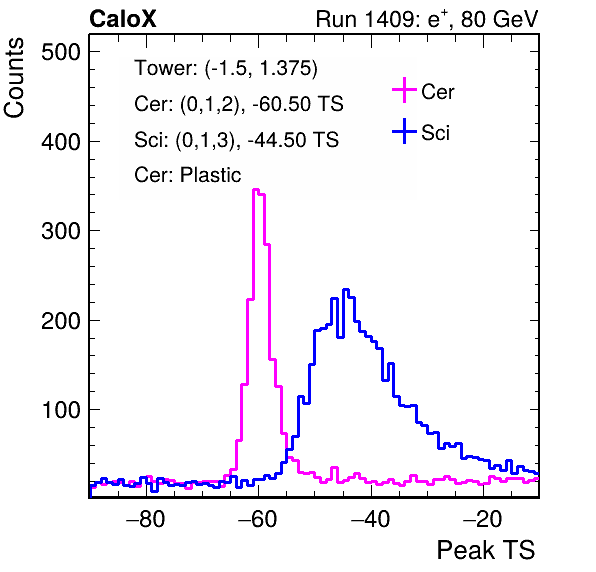 CaloX Run 1409: e⁺, 80 GeV
Counts
500
400
300
200
100
Tower: (-1.5, 1.375)
Cer: (0,1,2), -60.50 TS
Sci: (0,1,3), -44.50 TS
Cer: Plastic
Cer
Sci
−80 −60 −40 −20
Peak TS